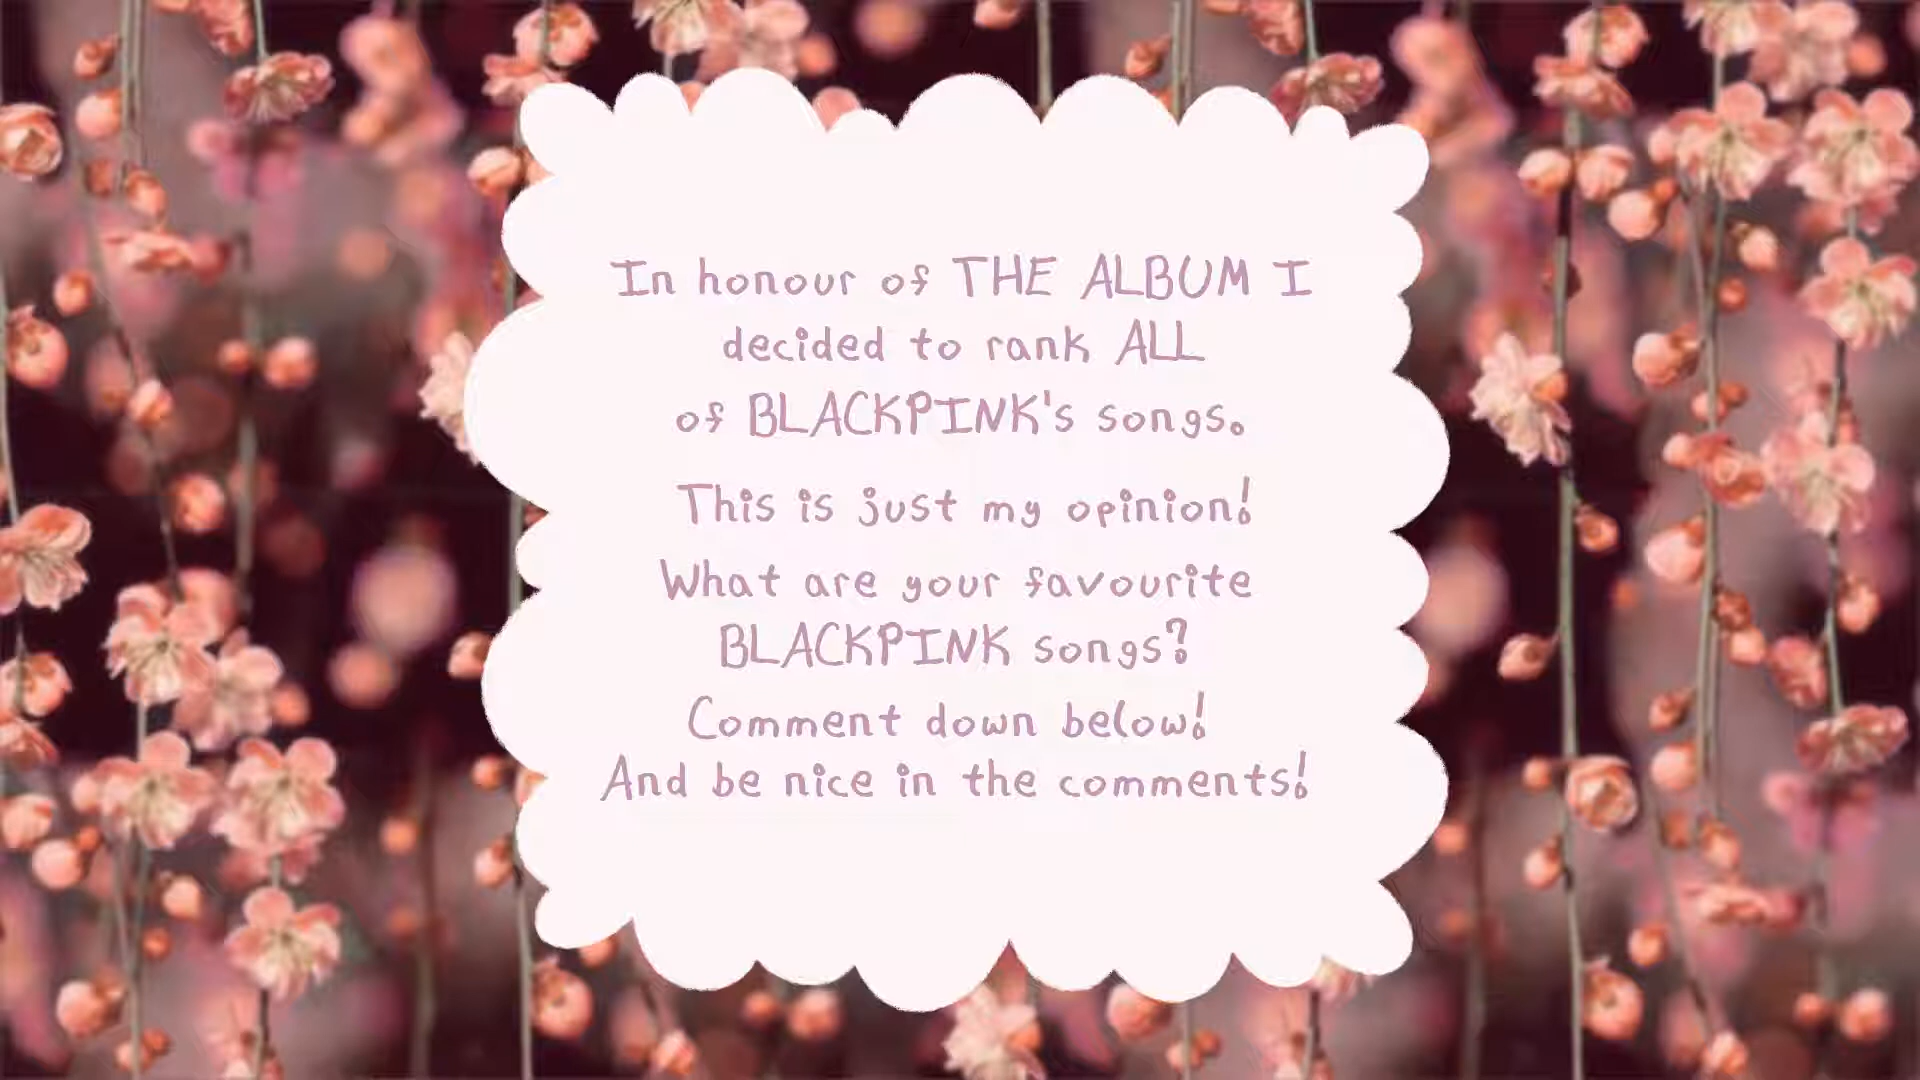 In honour of THE ALBUM I
decided to rank ALL
of BLACKPINK's songs.
This is just my opinion!
What are your favourite
BLACKPINK songs?
Comment down below!
And be nice in the comments!